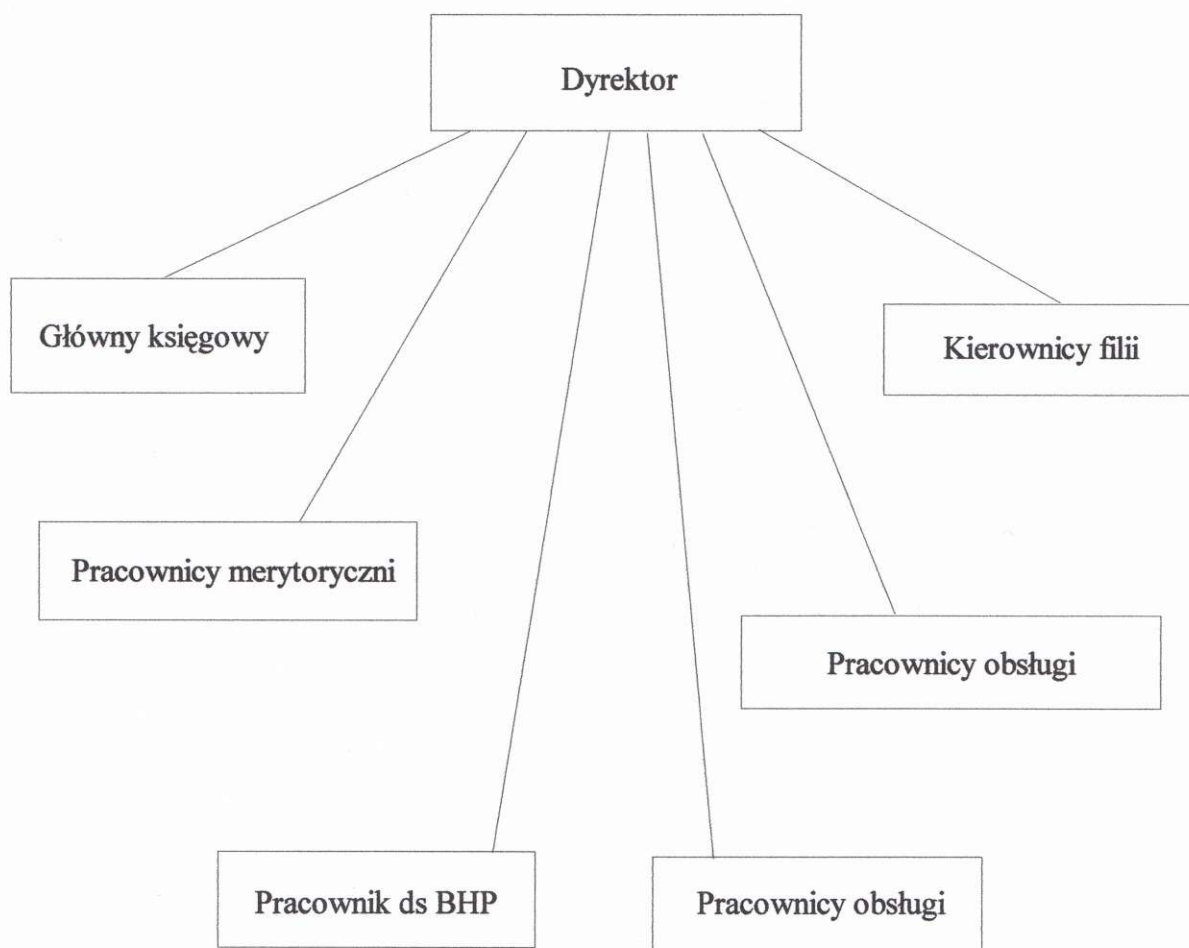 Dyrektor
Główny księgowy
Kierownicy filii
Pracownicy merytoryczni
Pracownicy obsługi
Pracownik ds BHP
Pracownicy obsługi